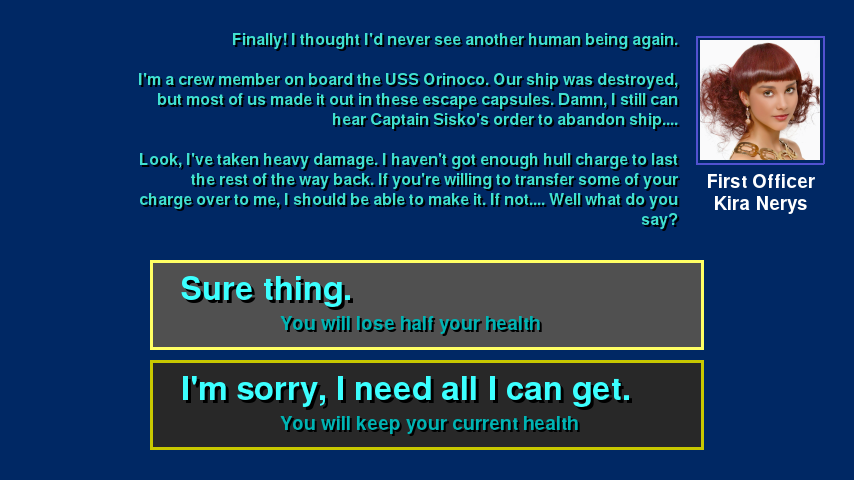 Finally! I thought I'd never see another human being again.
I'm a crew member on board the USS Orinoco. Our ship was destroyed,
but most of us made it out in these escape capsules. Damn, I still can
hear Captain Sisko's order to abandon ship....
Look, I've taken heavy damage. I haven't got enough hull charge to last
the rest of the way back. If you're willing to transfer some of your
charge over to me, I should be able to make it. If not.... Well what do you
say?
First Officer
Kira Nerys
Sure thing.
You will lose half your health
I'm sorry, I need all I can get.
You will keep your current health